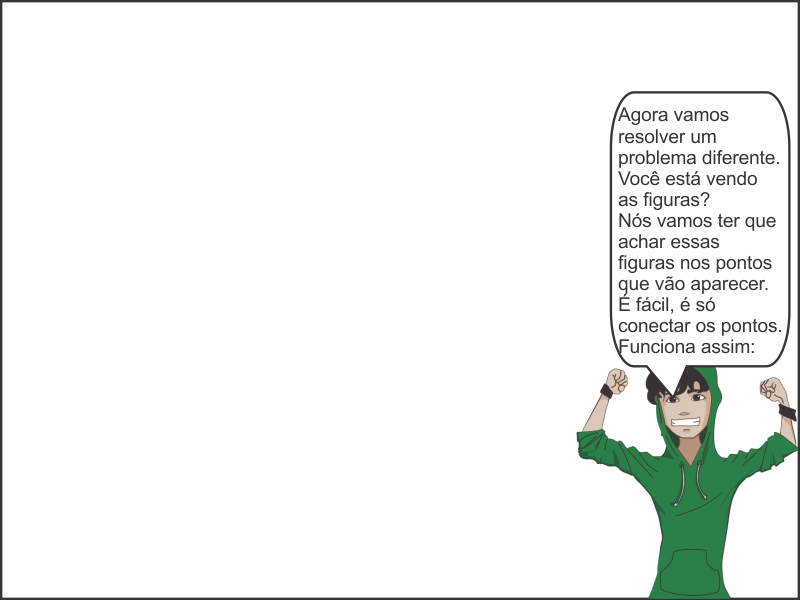 Agora vamos
resolver um
problema diferente.
Você está vendo
as figuras?
Nós vamos ter que
achar essas
figuras nos pontos
que vão aparecer.
É fácil, é só
conectar os pontos.
Funciona assim: